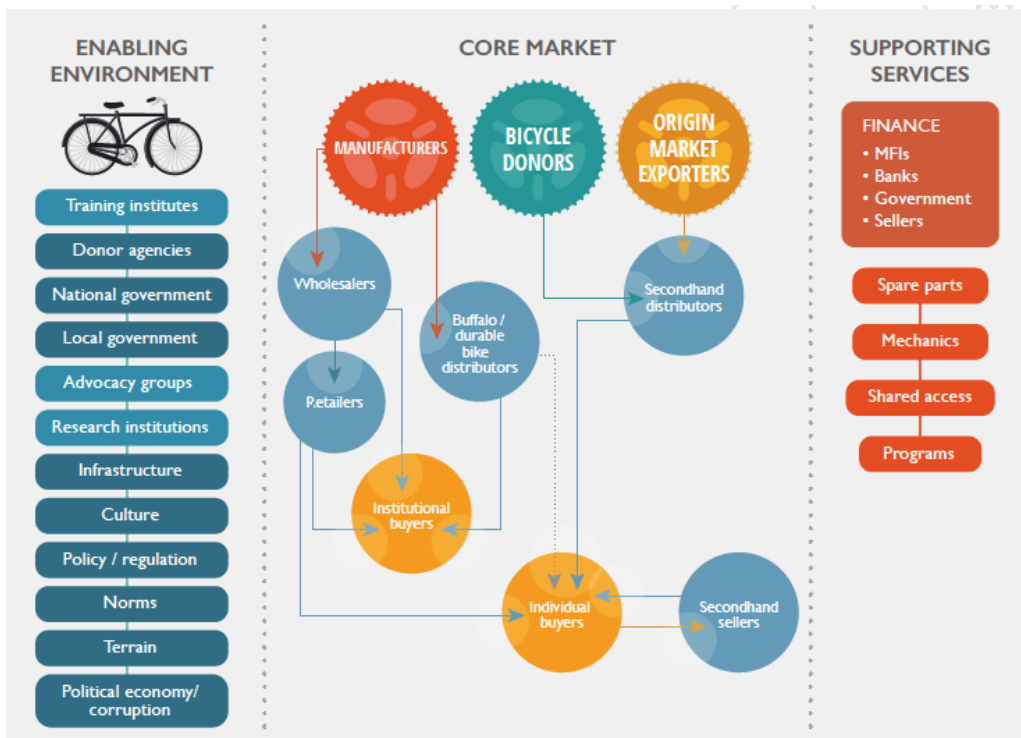 ENABLING
ENVIRONMENT
Training institutes
Donor agencies
National government
Local government
Advocacy groups
Research institutions
Infrastructure
Culture
Policy / regulation
Norms
Terrain
Political economy/
corruption
CORE MARKET
MANUFACTURERS
BICYCLE
DONORS
ORIGIN
MARKET
EXPORTERS
Wholesalers
Buffalo /
durable
bike
distributors
Secondhand
distributors
Retailers
Institutional
buyers
Individual
buyers
Secondhand
sellers
SUPPORTING
SERVICES
FINANCE
• MFIs
• Banks
• Government
• Sellers
Spare parts
Mechanics
Shared access
Programs